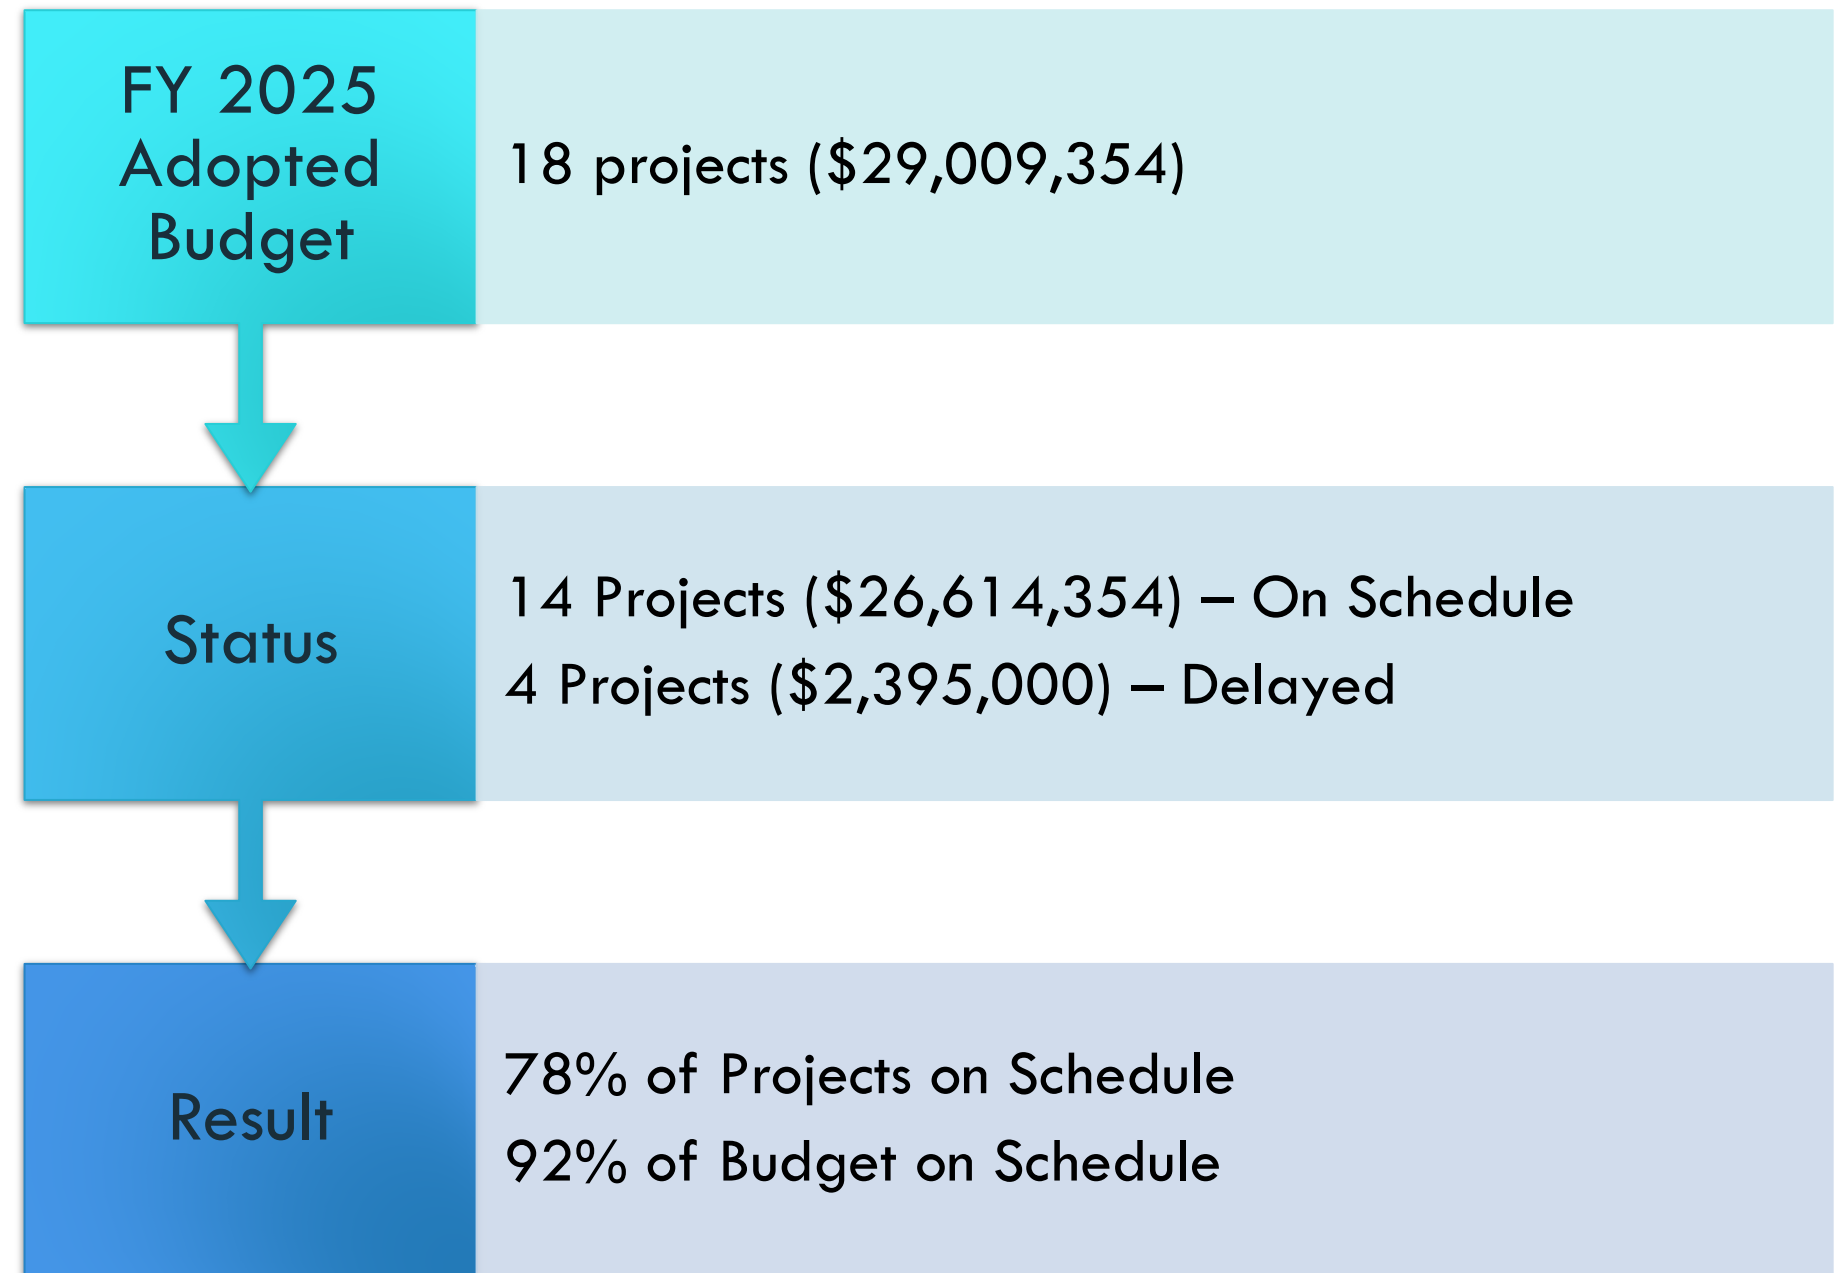 FY 2025
Adopted
Budget
18 projects ($29,009,354)
Status
14 Projects ($26,614,354) – On Schedule
4 Projects ($2,395,000) – Delayed
Result
78% of Projects on Schedule
92% of Budget on Schedule